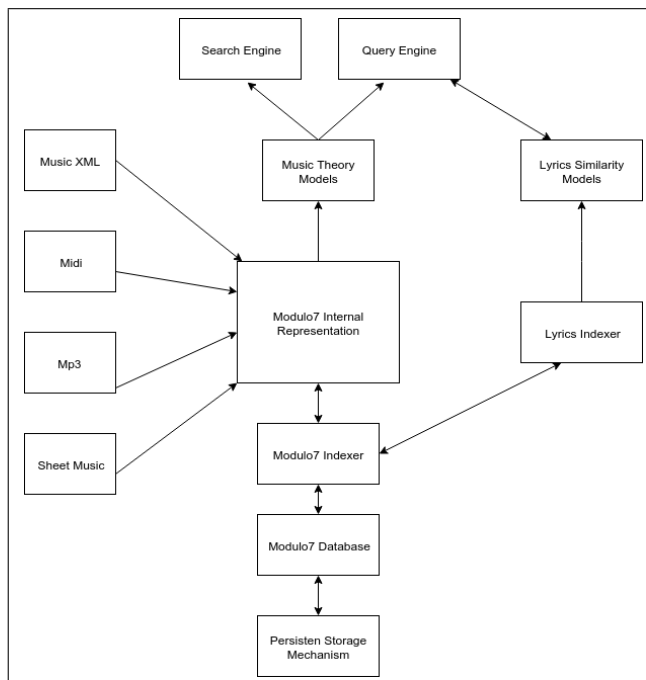 Search Engine
Query Engine
Music XML
Music Theory
Models
Lyrics Similarity
Models
Midi
Modulo7 Internal
Representation
Mp3
Lyrics Indexer
Sheet Music
Modulo7 Indexer
Modulo7 Database
Persisten Storage
Mechanism